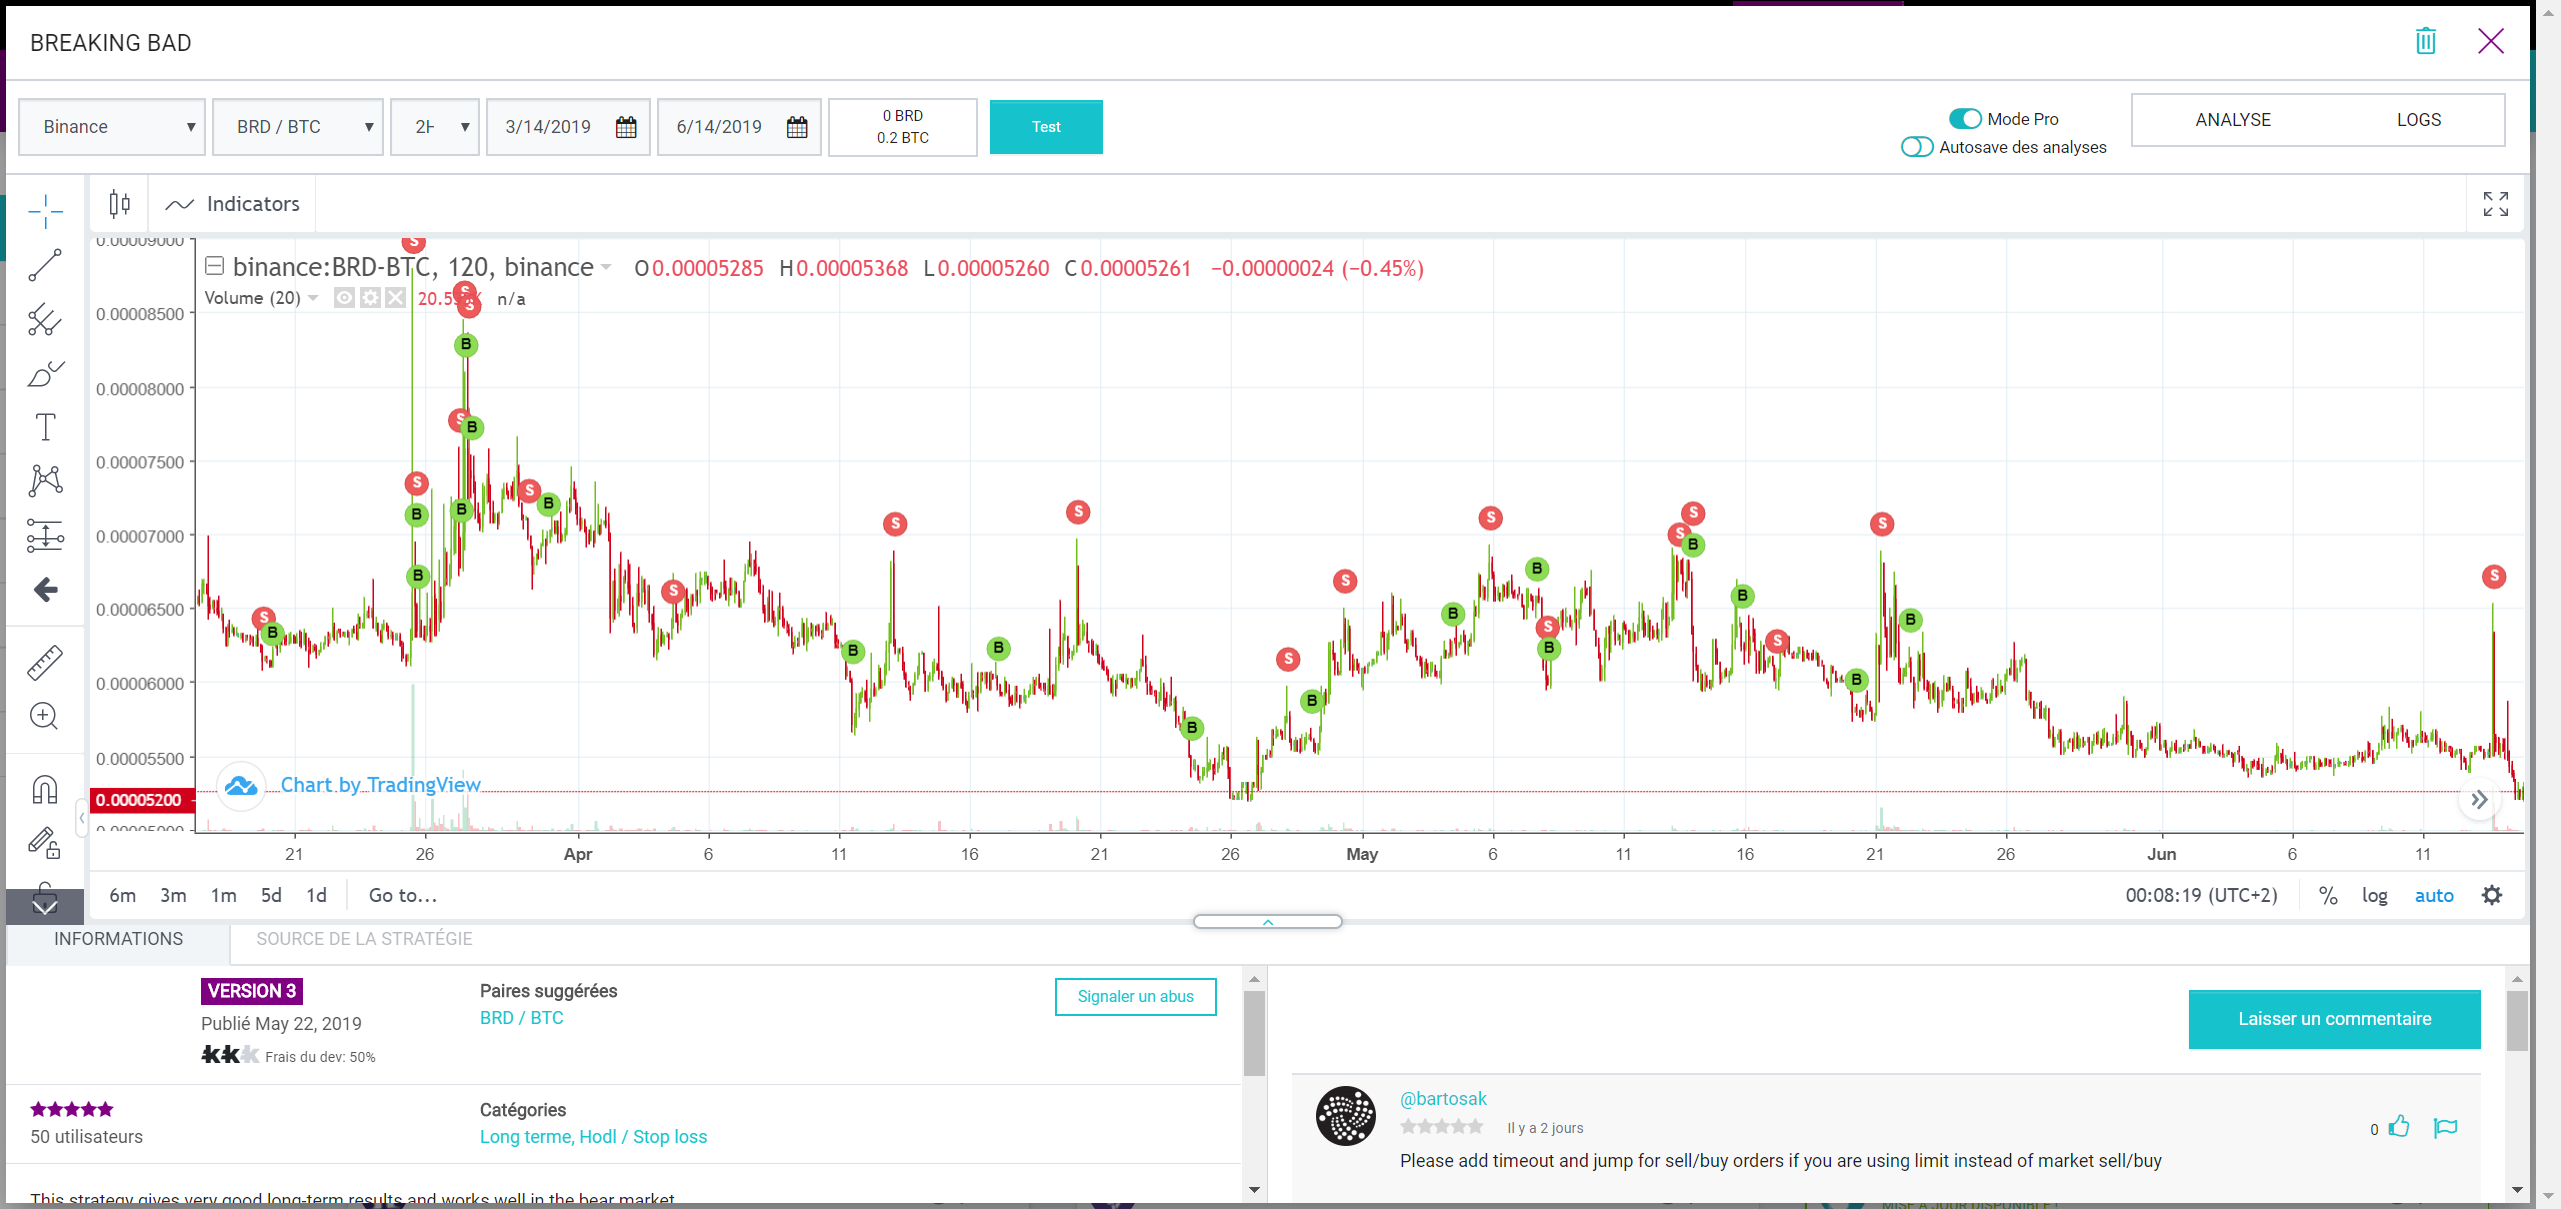 BREAKING BAD
Binance
BRD / BTC
2H
3/14/2019
6/14/2019
0 BRD
0.2 BTC
Test
Mode Pro
Autosave des analyses
ANALYSE
LOGS
Indicators
binance:BRD-BTC, 120, binance
O0.00005285 H0.00005368 L0.00005260 C0.00005261 −0.00000024 (−0.45%)
Volume (20)
n/a
0.00009000
0.00008500
0.00008000
0.00007500
0.00007000
0.00006500
0.00006000
0.00005500
0.00005200
0.00005000
S
S
S
B
S
B
S
B
B
B
S
B
S
B
S
B
S
B
S
B
S
B
S
B
S
B
S
B
S
S
B
B
S
B
S
B
S
Chart by TradingView
21 26 Apr 6 11 16 21 26 May 6 11 16 21 26 Jun 6 11
6m 3m 1m 5d 1d Go to...
00:08:19 (UTC+2) % log auto
INFORMATIONS
SOURCE DE LA STRATÉGIE
VERSION 3
Publié May 22, 2019
Frais du dev: 50%
Paires suggérées
BRD / BTC
Signaler un abus
50 utilisateurs
Catégories
Long terme, Hodl / Stop loss
This strategy gives very good long-term results and works well in the bear market
Laisser un commentaire
@bartosak
Il y a 2 jours
0
Please add timeout and jump for sell/buy orders if you are using limit instead of market sell/buy
MISE À JOUR DISPONIBLE !